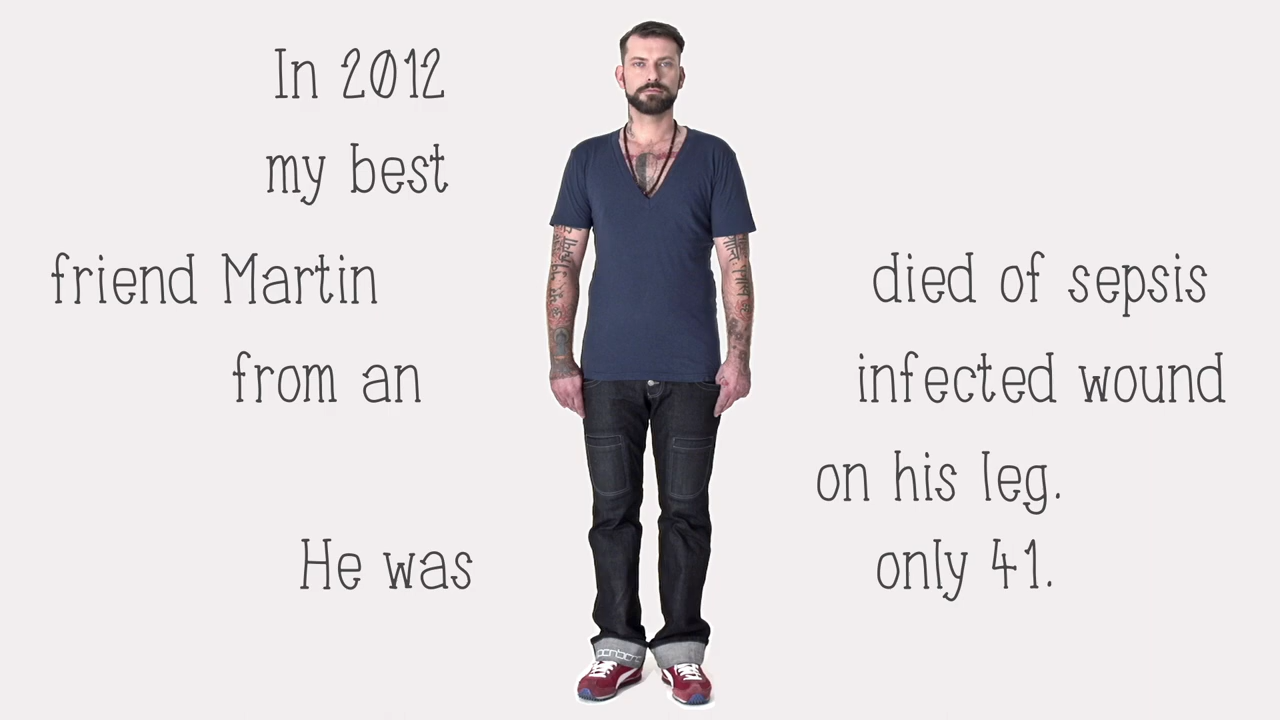 In 2012
my best
friend Martin died of sepsis
from an infected wound
on his leg.
He was only 41.